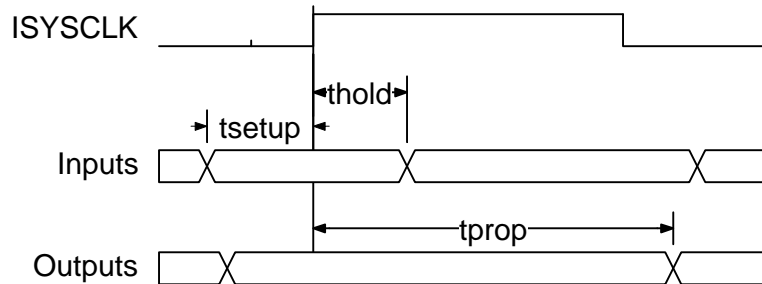 ISYSCLK
thold
tsetup
Inputs
tprop
Outputs